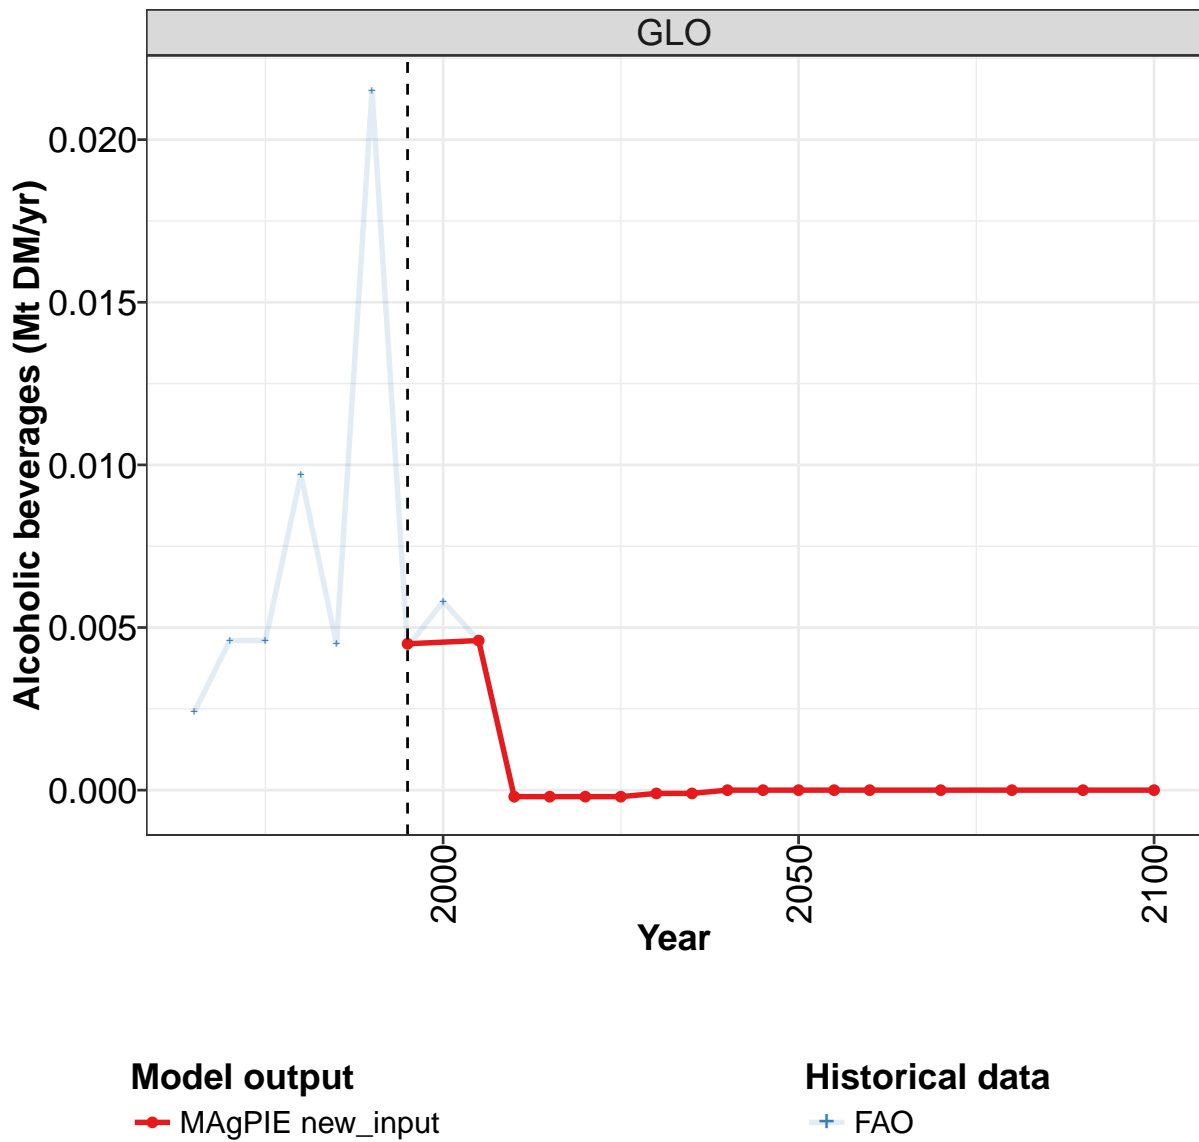 GLO
Alcoholic beverages (Mt DM/yr)
0.020
0.015
0.010
0.005
0.000
2000
2050
2100
Year
Model output
MAgPIE new_input
Historical data
FAO